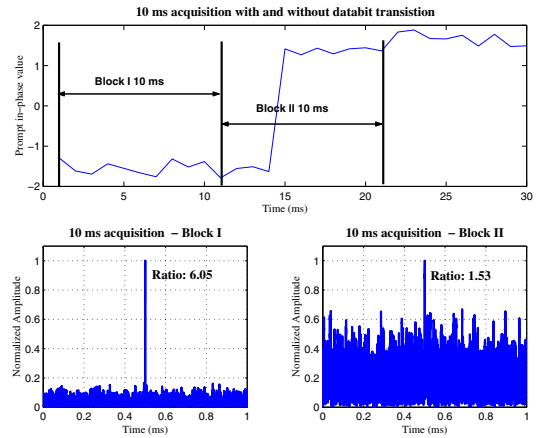 10 ms acquisition with and without databit transistion
2
1
0
−1
−2
Prompt in−phase value
Block I 10 ms
Block II 10 ms
0 5 10 15 20 25 30
Time (ms)
10 ms acquisition − Block I
1
0.8
0.6
0.4
0.2
0
Normalized Amplitude
Ratio: 6.05
0 0.2 0.4 0.6 0.8 1
Time (ms)
10 ms acquisition − Block II
1
0.8
0.6
0.4
0.2
0
Normalized Amplitude
Ratio: 1.53
0 0.2 0.4 0.6 0.8 1
Time (ms)